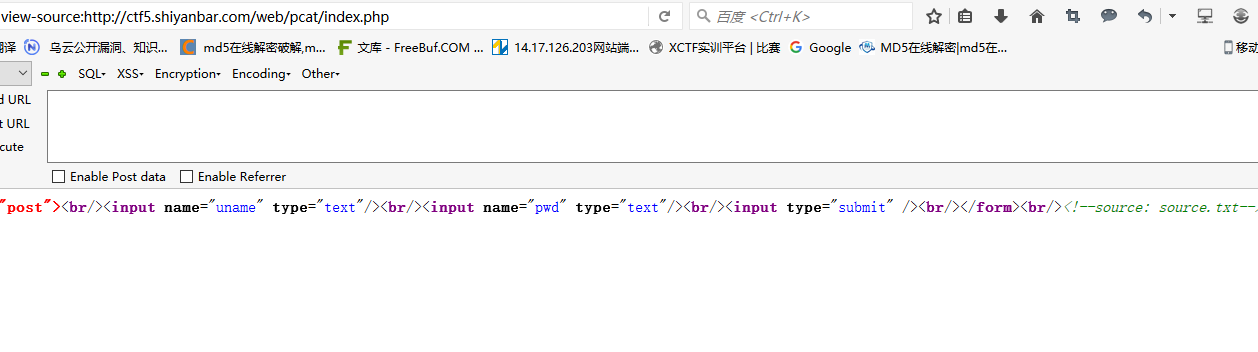 view-source:http://ctf5.shiyanbar.com/web/pcat/index.php 百度 <Ctrl+K>
翻译 乌云公开漏洞、知识... md5在线解密破解,m... 文库 - FreeBuf.COM ... 14.17.126.203网站端... XCTF实训平台 | 比赛 Google MD5在线解密|md5在... 移动
SQL XSS Encryption Encoding Other
d URL
t URL
cute
Enable Post data Enable Referrer
"post"><br/><input name="uname" type="text"/><br/><input name="pwd" type="text"/><br/><input type="submit" /><br/></form><br/><!--source: source.txt--